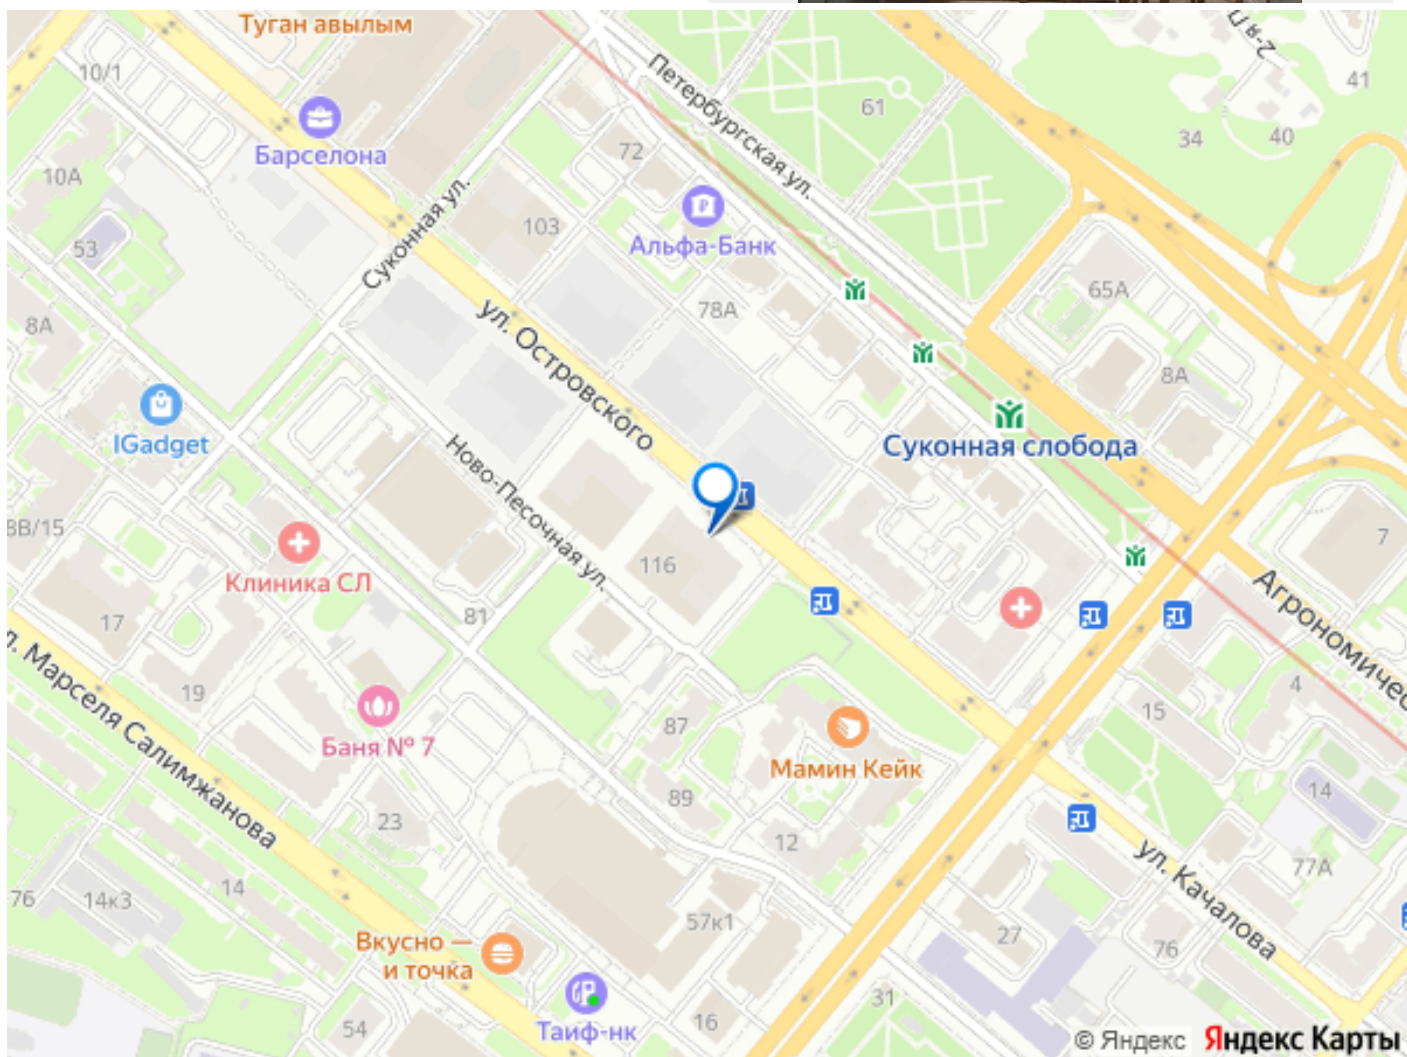 Туган авылым
2-я П
10/1
41
Петербургская ул.
61
Барселона
34
40
72
10А
Суконная ул.
Альфа-Банк
103
53
65А
78А
8А
ул. Островского
8А
IGadget
Суконная слобода
Ново-Песочная ул.
8В/15
Клиника СЛ
116
7
Агрономичес
81
17
л. Марселя Салимжанова
19
4
15
87
Баня № 7
Мамин Кейк
89
14
23
12
ул. Качалова
77А
76
14к3
14
57к1
27
76
Вкусно —
и точка
Таиф-нк
31
54
16
© Яндекс Яндекс Карты